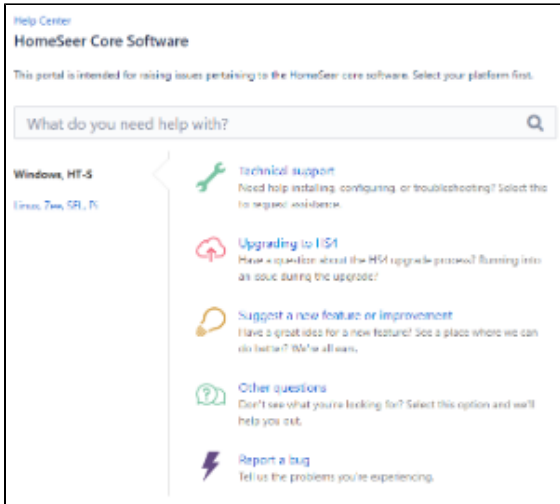 Help Center
HomeSeer Core Software
This portal is intended for raising issues pertaining to the HomeSeer core software. Select your platform first.
What do you need help with?
Windows, HT-S
Linux, Zee, SEL, Pi
Technical support
Need help installing, configuring, or troubleshooting? Select this
to request assistance.
Upgrading to HS4
Have a question about the HS4 upgrade process? Running into
an issue during the upgrade?
Suggest a new feature or improvement
Have a great idea for a new feature? See a place where we can
do better? We're all ears.
Other questions
Don't see what you're looking for? Select this option and we'll
help you out.
Report a bug
Tell us the problems you're experiencing.